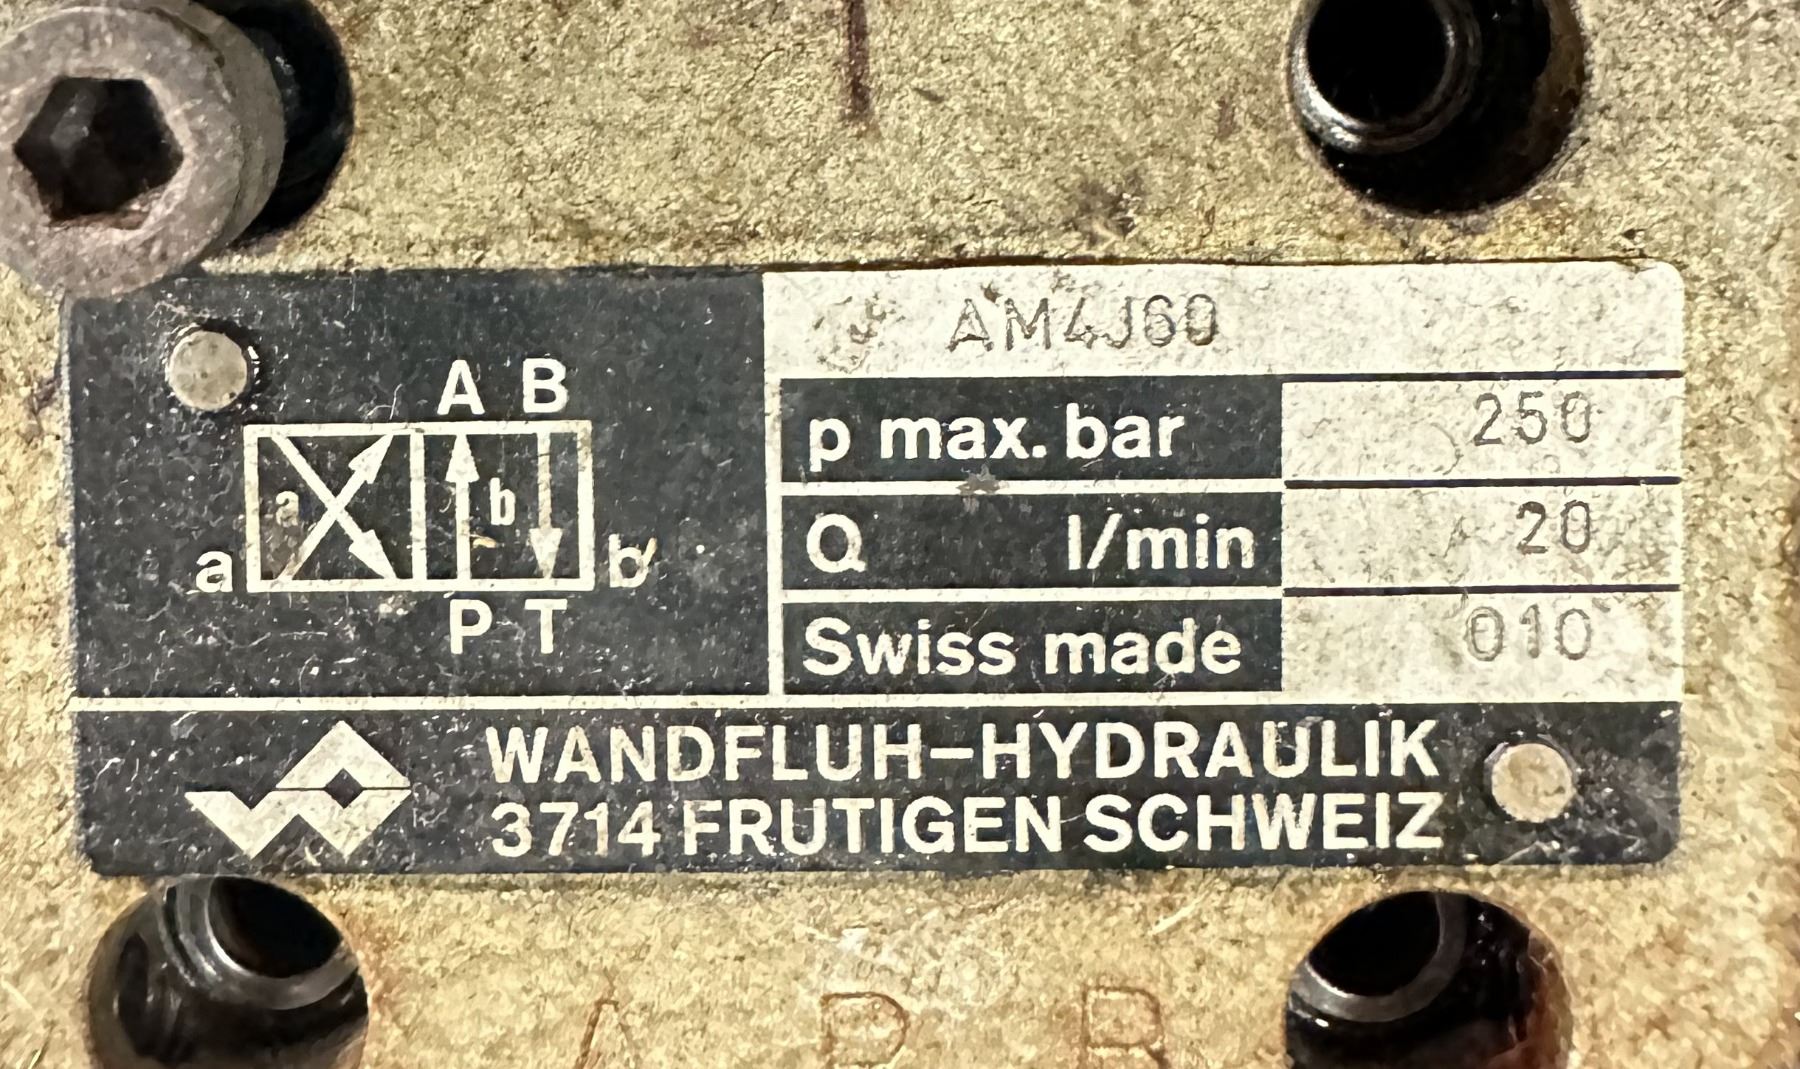 AM4J60
A B
a
b
a
b
P T
p max. bar 250
Q l/min 20
Swiss made 010
WANDFLUH-HYDRAULIK
3714 FRUTIGEN SCHWEIZ
A P B